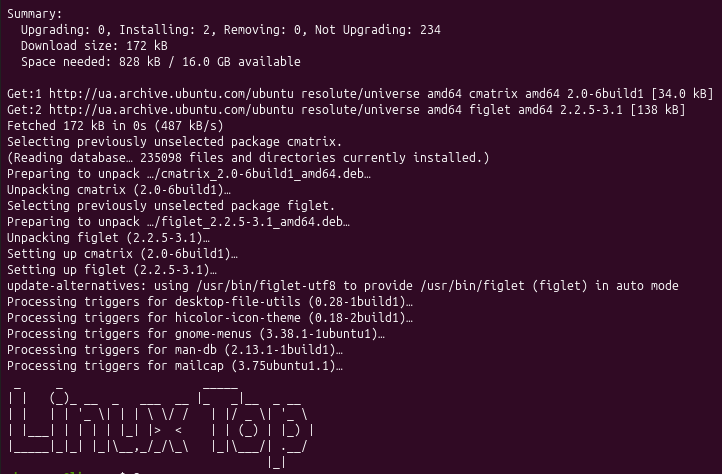 Summary:
  Upgrading: 0, Installing: 2, Removing: 0, Not Upgrading: 234
  Download size: 172 kB
  Space needed: 828 kB / 16.0 GB available
Get:1 http://ua.archive.ubuntu.com/ubuntu resolute/universe amd64 cmatrix amd64 2.0-6build1 [34.0 kB]
Get:2 http://ua.archive.ubuntu.com/ubuntu resolute/universe amd64 figlet amd64 2.2.5-3.1 [138 kB]
Fetched 172 kB in 0s (487 kB/s)
Selecting previously unselected package cmatrix.
(Reading database… 235098 files and directories currently installed.)
Preparing to unpack …/cmatrix_2.0-6build1_amd64.deb…
Unpacking cmatrix (2.0-6build1)…
Selecting previously unselected package figlet.
Preparing to unpack …/figlet_2.2.5-3.1_amd64.deb…
Unpacking figlet (2.2.5-3.1)…
Setting up cmatrix (2.0-6build1)…
Setting up figlet (2.2.5-3.1)…
update-alternatives: using /usr/bin/figlet-utf8 to provide /usr/bin/figlet (figlet) in auto mode
Processing triggers for desktop-file-utils (0.28-1build1)…
Processing triggers for hicolor-icon-theme (0.18-2build1)…
Processing triggers for gnome-menus (3.38.1-1ubuntu1)…
Processing triggers for man-db (2.13.1-1build1)…
Processing triggers for mailcap (3.75ubuntu1.1)…
Linux Top